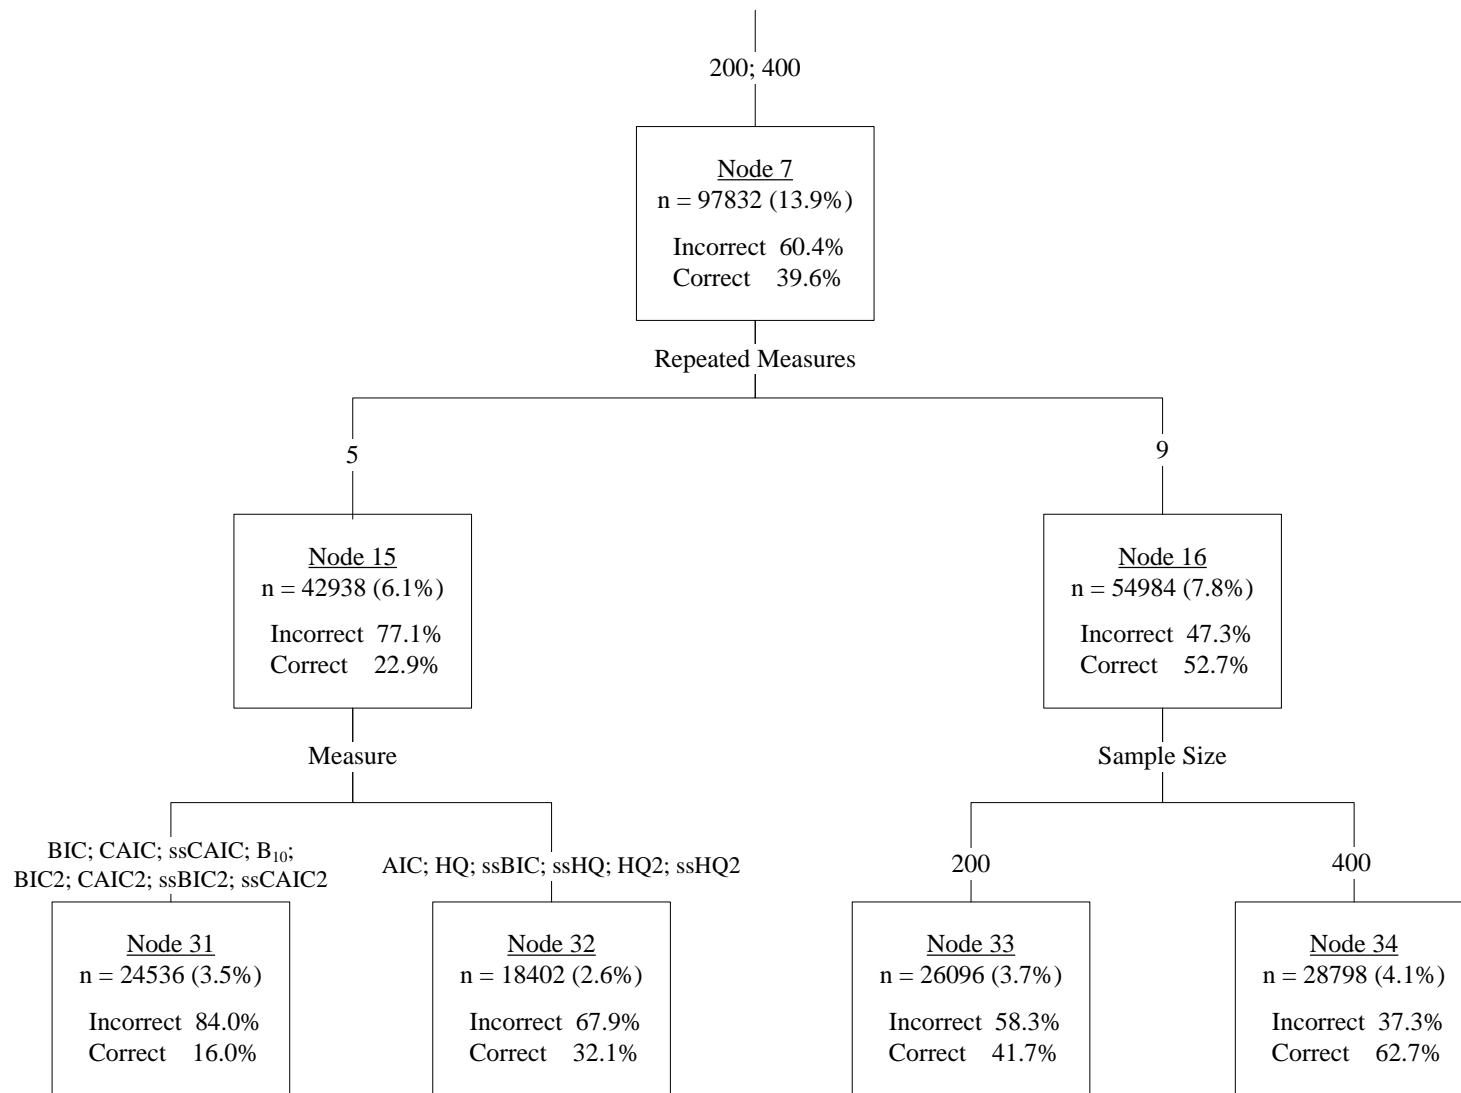 200; 400
Node 7
n = 97832 (13.9%)
Incorrect 60.4%
Correct 39.6%
Repeated Measures
5
9
Node 15
n = 42938 (6.1%)
Incorrect 77.1%
Correct 22.9%
Node 16
n = 54984 (7.8%)
Incorrect 47.3%
Correct 52.7%
Measure
Sample Size
BIC; CAIC; ssCAIC; B₁₀;
BIC2; CAIC2; ssBIC2; ssCAIC2
AIC; HQ; ssBIC; ssHQ; HQ2; ssHQ2
200
400
Node 31
n = 24536 (3.5%)
Incorrect 84.0%
Correct 16.0%
Node 32
n = 18402 (2.6%)
Incorrect 67.9%
Correct 32.1%
Node 33
n = 26096 (3.7%)
Incorrect 58.3%
Correct 41.7%
Node 34
n = 28798 (4.1%)
Incorrect 37.3%
Correct 62.7%